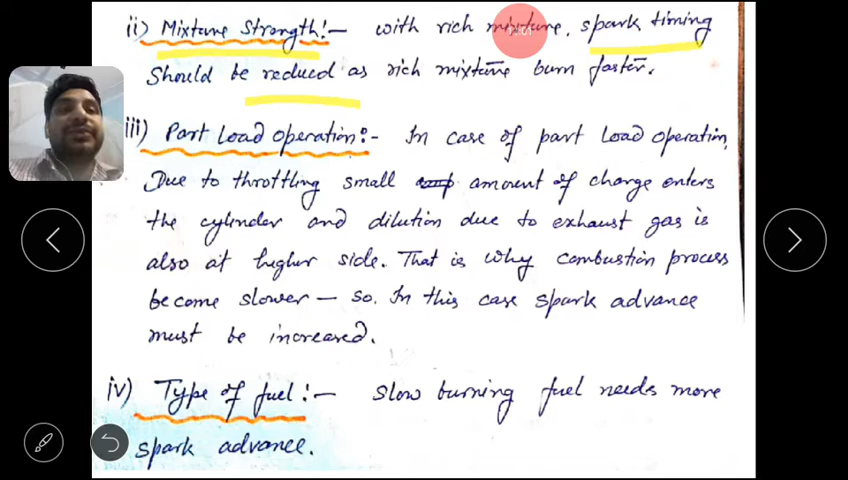 ii) Mixture Strength:- with rich mixture, spark timing
Should be reduced as rich mixture burn faster.
iii) Part Load operation:- In case of part Load operation,
Due to throttling small amount of charge enters
the cylinder and dilution due to exhaust gas is
also at higher side. That is why combustion process
become slower — so. In this case spark advance
must be increased.
iv) Type of fuel:- Slow burning fuel needs more
spark advance.